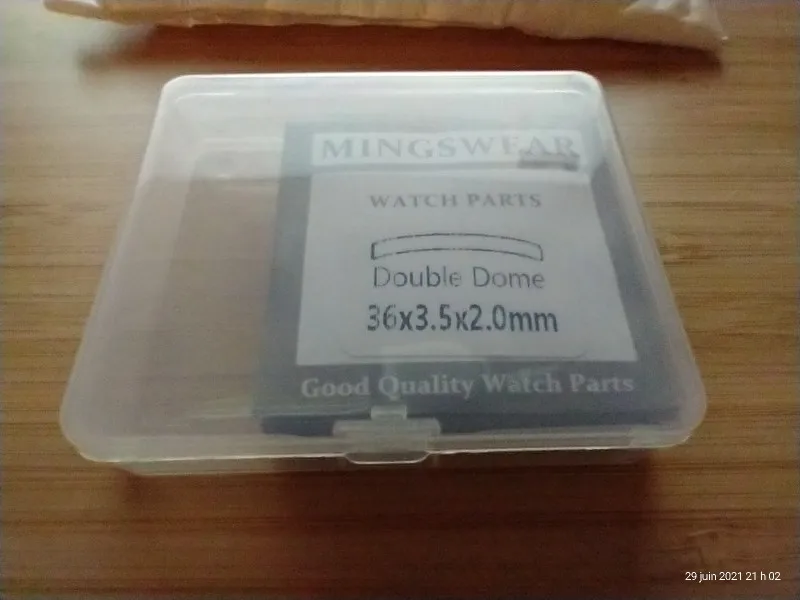 MINGSWEAR
WATCH PARTS
Double Dome
36x3.5x2.0mm
Good Quality Watch Parts
29 juin 2021 21 h 02